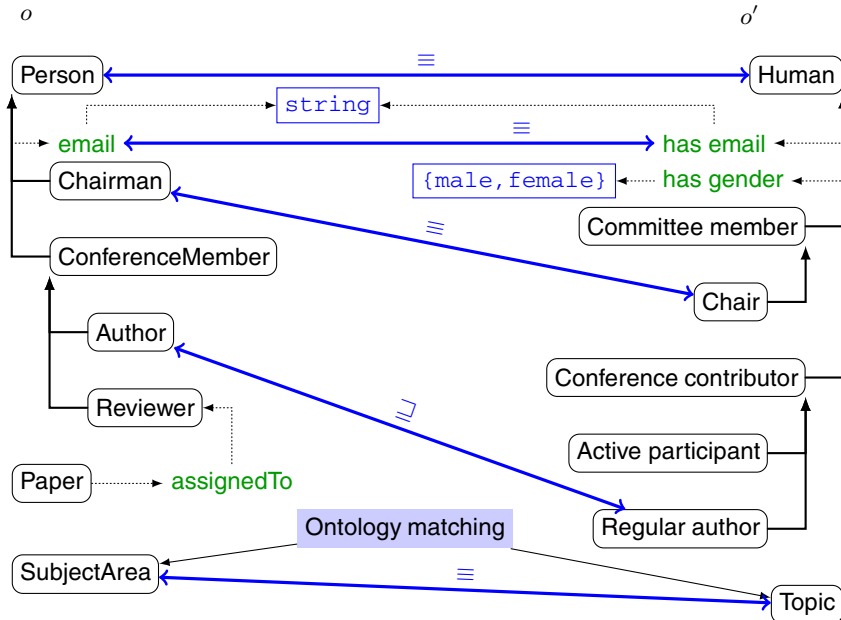 o o′
Person ≡ Human
string
email ≡ has email
Chairman {male,female} has gender
≡ Committee member
ConferenceMember
Chair
Author
Conference contributor
Reviewer ⊒
Active participant
Paper assignedTo
Ontology matching Regular author
SubjectArea ≡
Topic